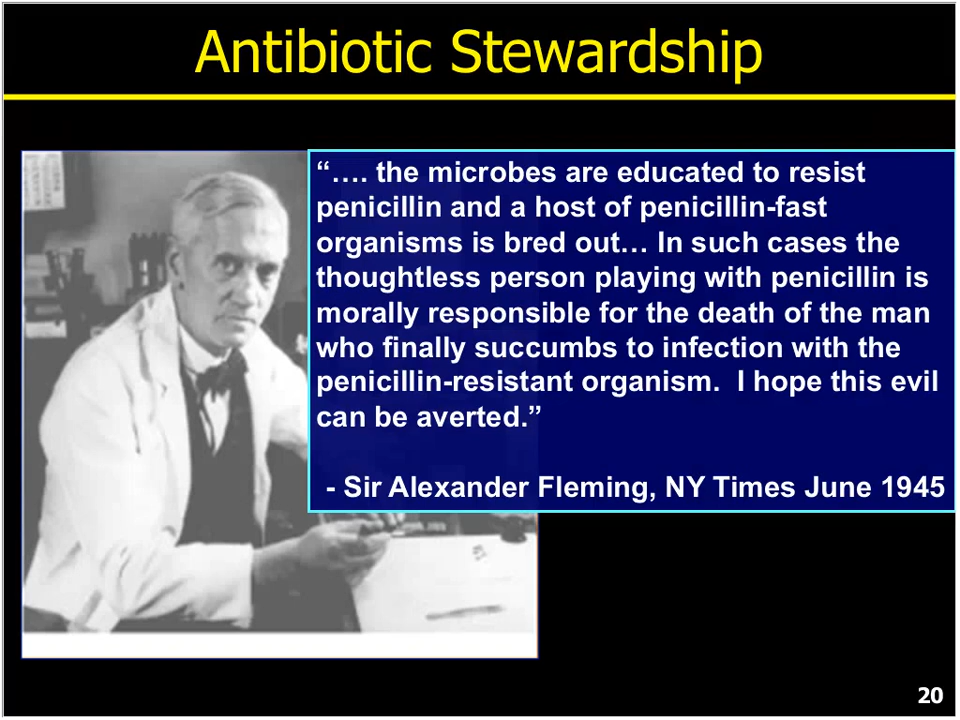 Antibiotic Stewardship
“…. the microbes are educated to resist
penicillin and a host of penicillin-fast
organisms is bred out… In such cases the
thoughtless person playing with penicillin is
morally responsible for the death of the man
who finally succumbs to infection with the
penicillin-resistant organism.  I hope this evil
can be averted.”
- Sir Alexander Fleming, NY Times June 1945
20